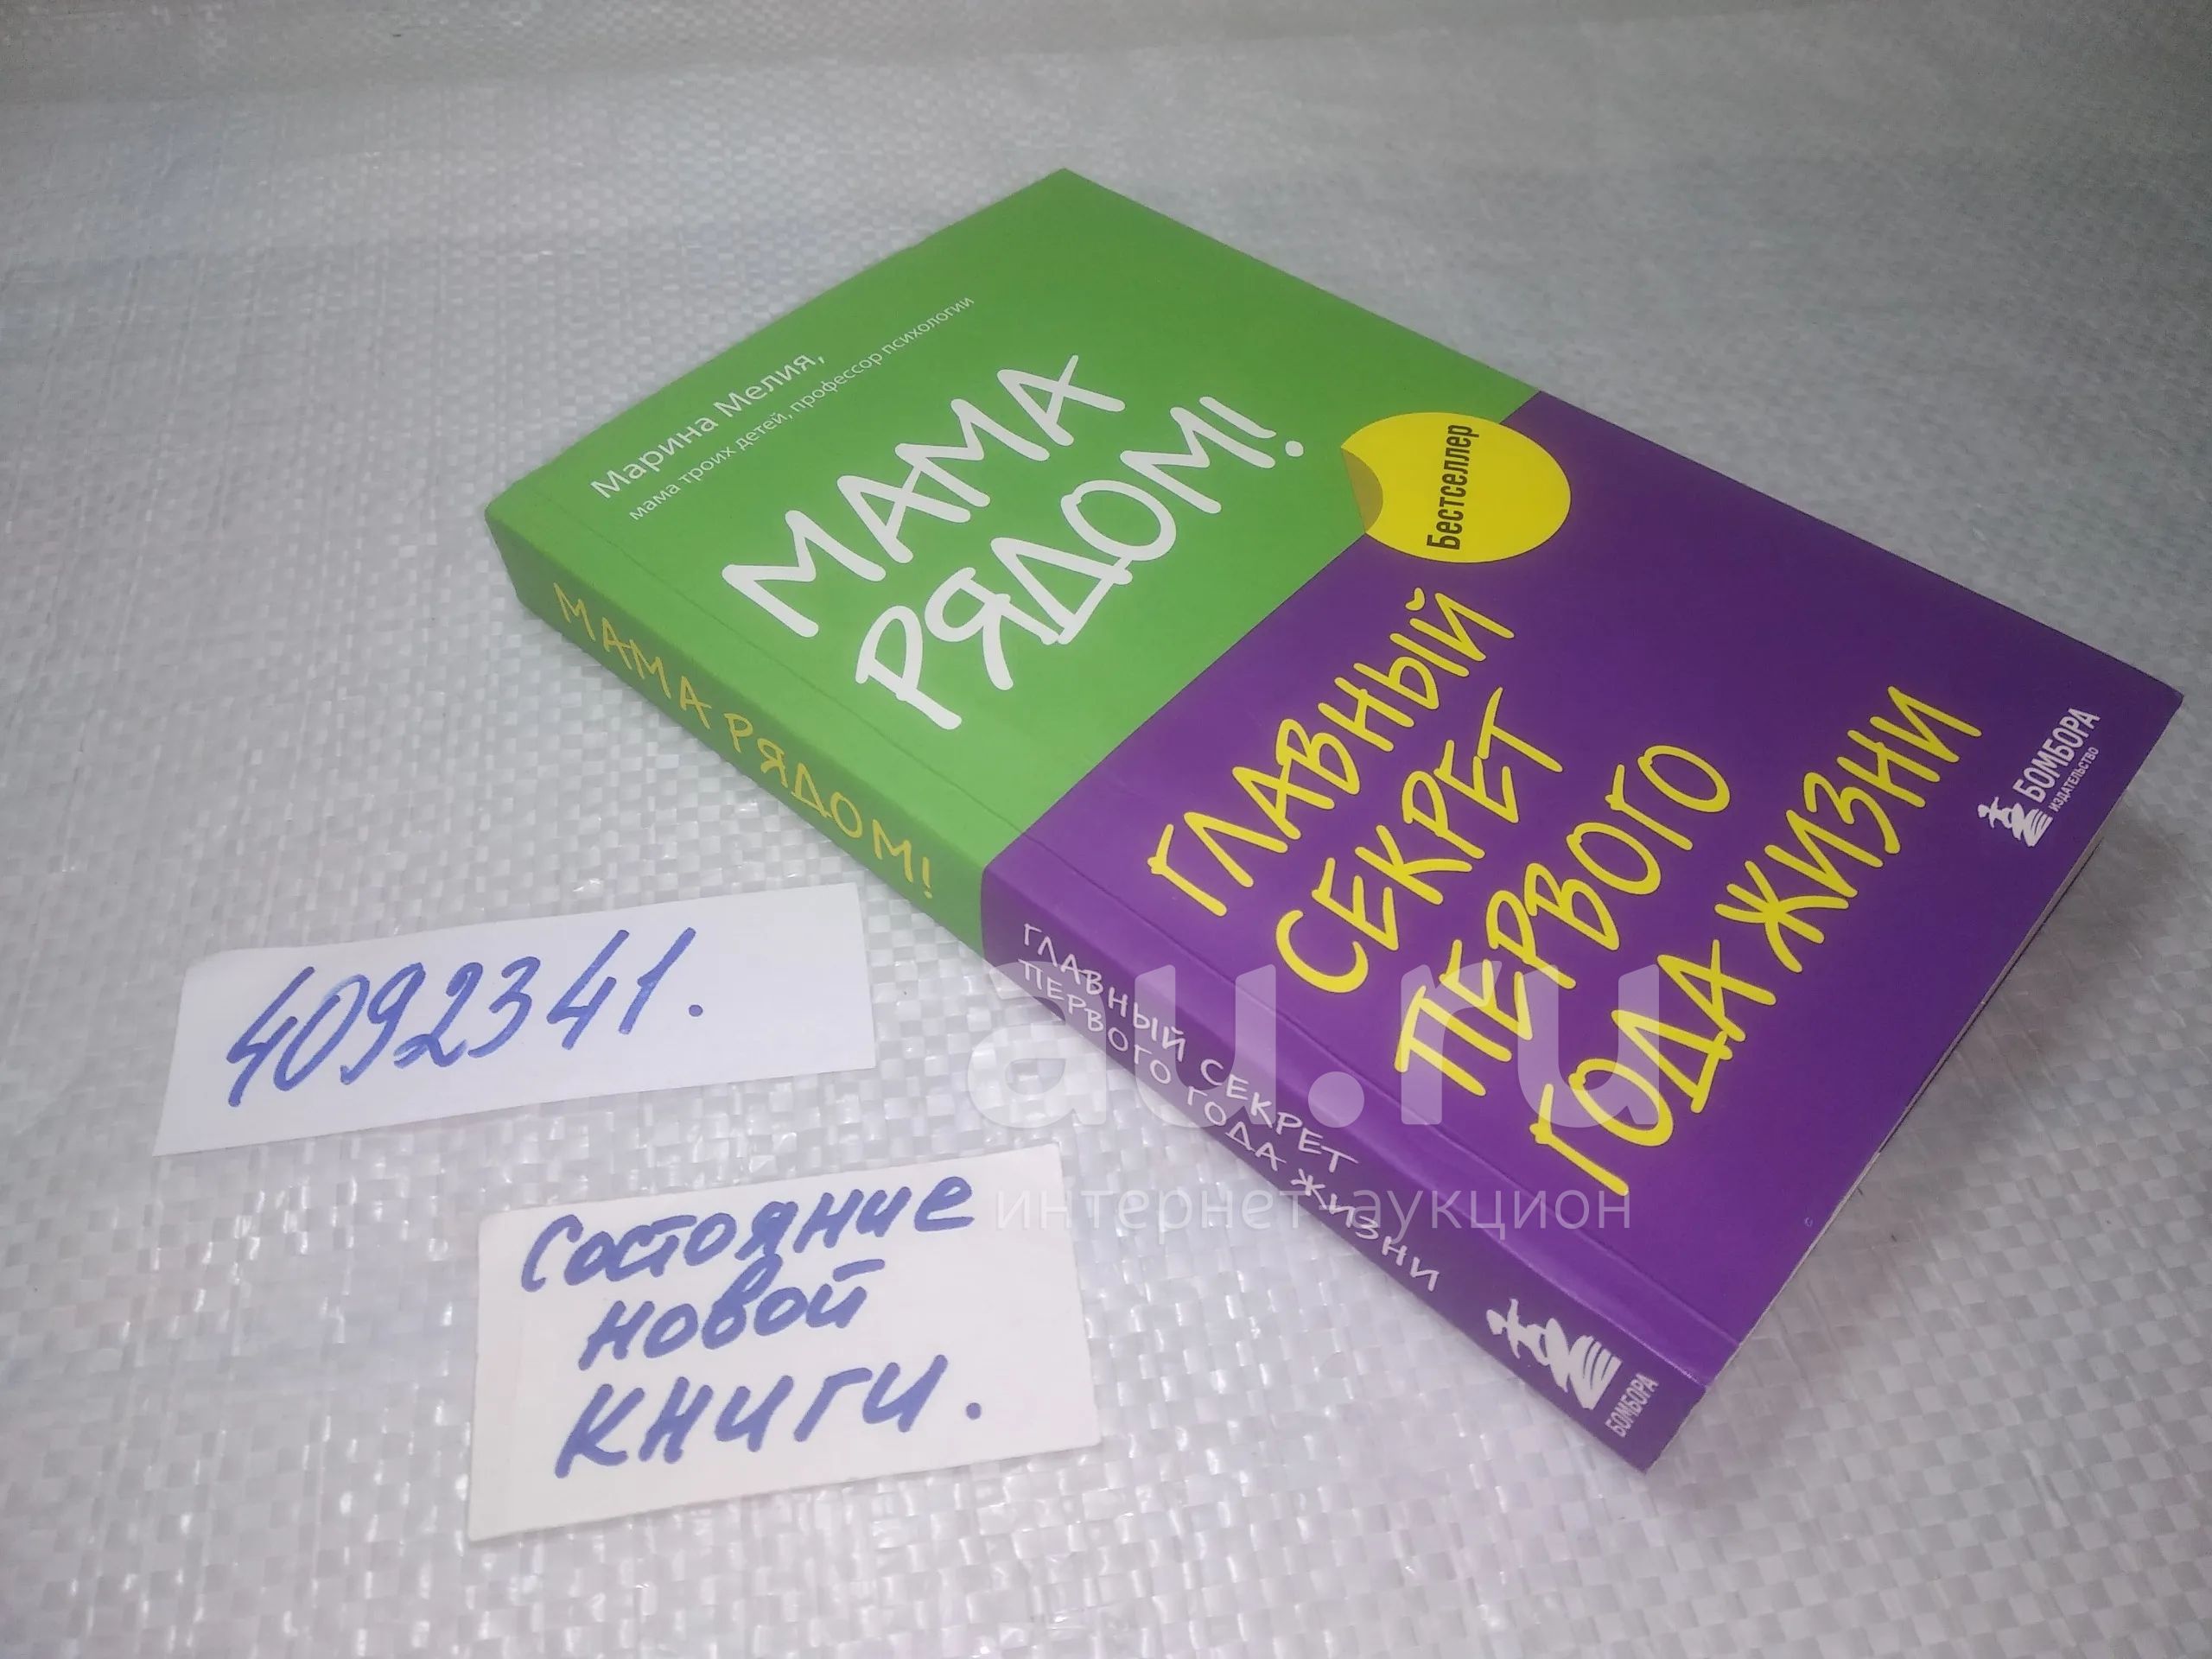 Марина Мелия,
мама троих детей, профессор психологии
МАМА
РЯДОМ!
Бестселлер
ГЛАВНЫЙ
СЕКРЕТ
ПЕРВОГО
ГОДА ЖИЗНИ
БОМБОРА
ИЗДАТЕЛЬСТВО
МАМА РЯДОМ!
ГЛАВНЫЙ СЕКРЕТ
ПЕРВОГО ГОДА ЖИЗНИ
БОМБОРА
4092341.
Состояние
новой
книги.
au.ru
интернет-аукцион